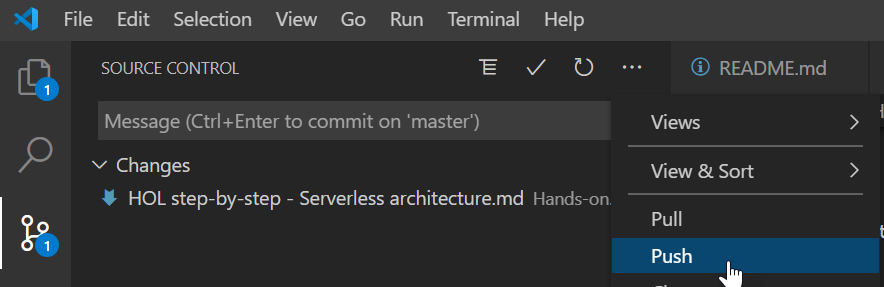 File Edit Selection View Go Run Terminal Help
SOURCE CONTROL
README.md
1
Message (Ctrl+Enter to commit on 'master')
Views
Changes
View & Sort
HOL step-by-step - Serverless architecture.md Hands-on
Pull
1
Push